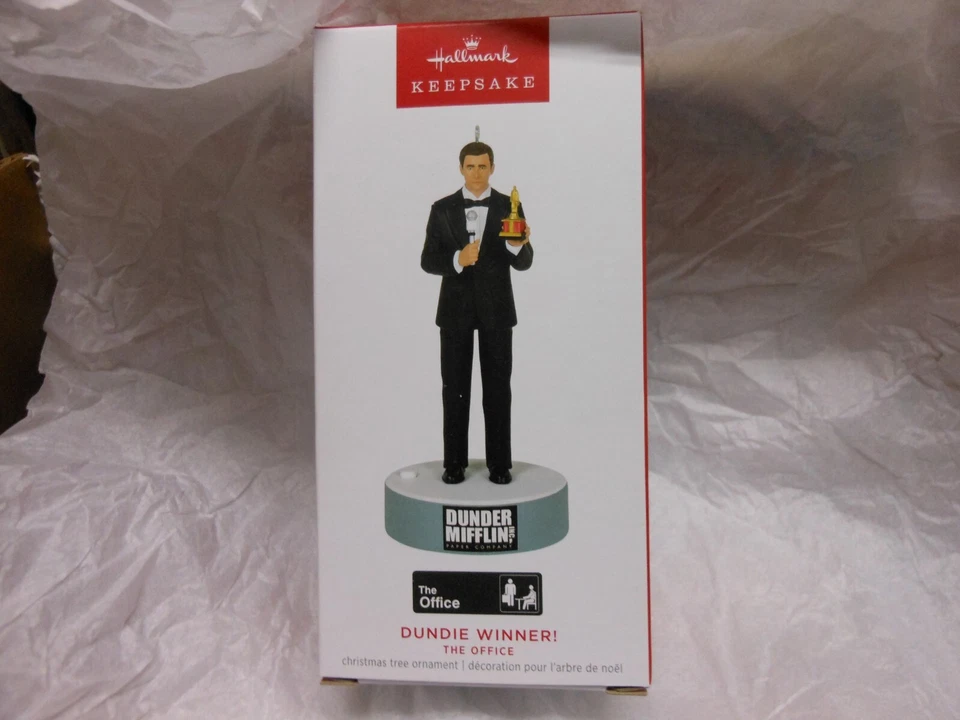 Hallmark
KEEPSAKE
DUNDER
MIFFLIN INC.
PAPER COMPANY
The
Office
DUNDIE WINNER!
THE OFFICE
christmas tree ornament | décoration pour l'arbre de noël